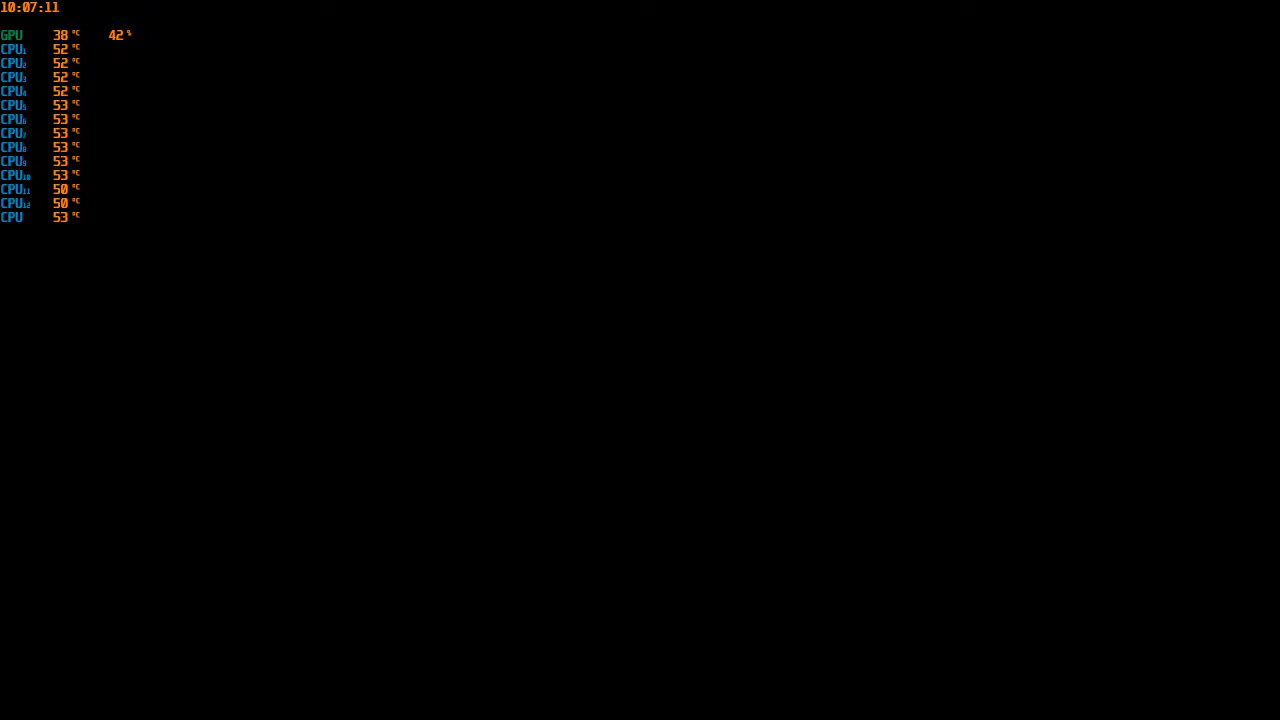 10:07:11
GPU 38 °C 42 %
CPU1 52 °C
CPU2 52 °C
CPU3 52 °C
CPU4 52 °C
CPU5 53 °C
CPU6 53 °C
CPU7 53 °C
CPU8 53 °C
CPU9 53 °C
CPU10 53 °C
CPU11 50 °C
CPU12 50 °C
CPU 53 °C